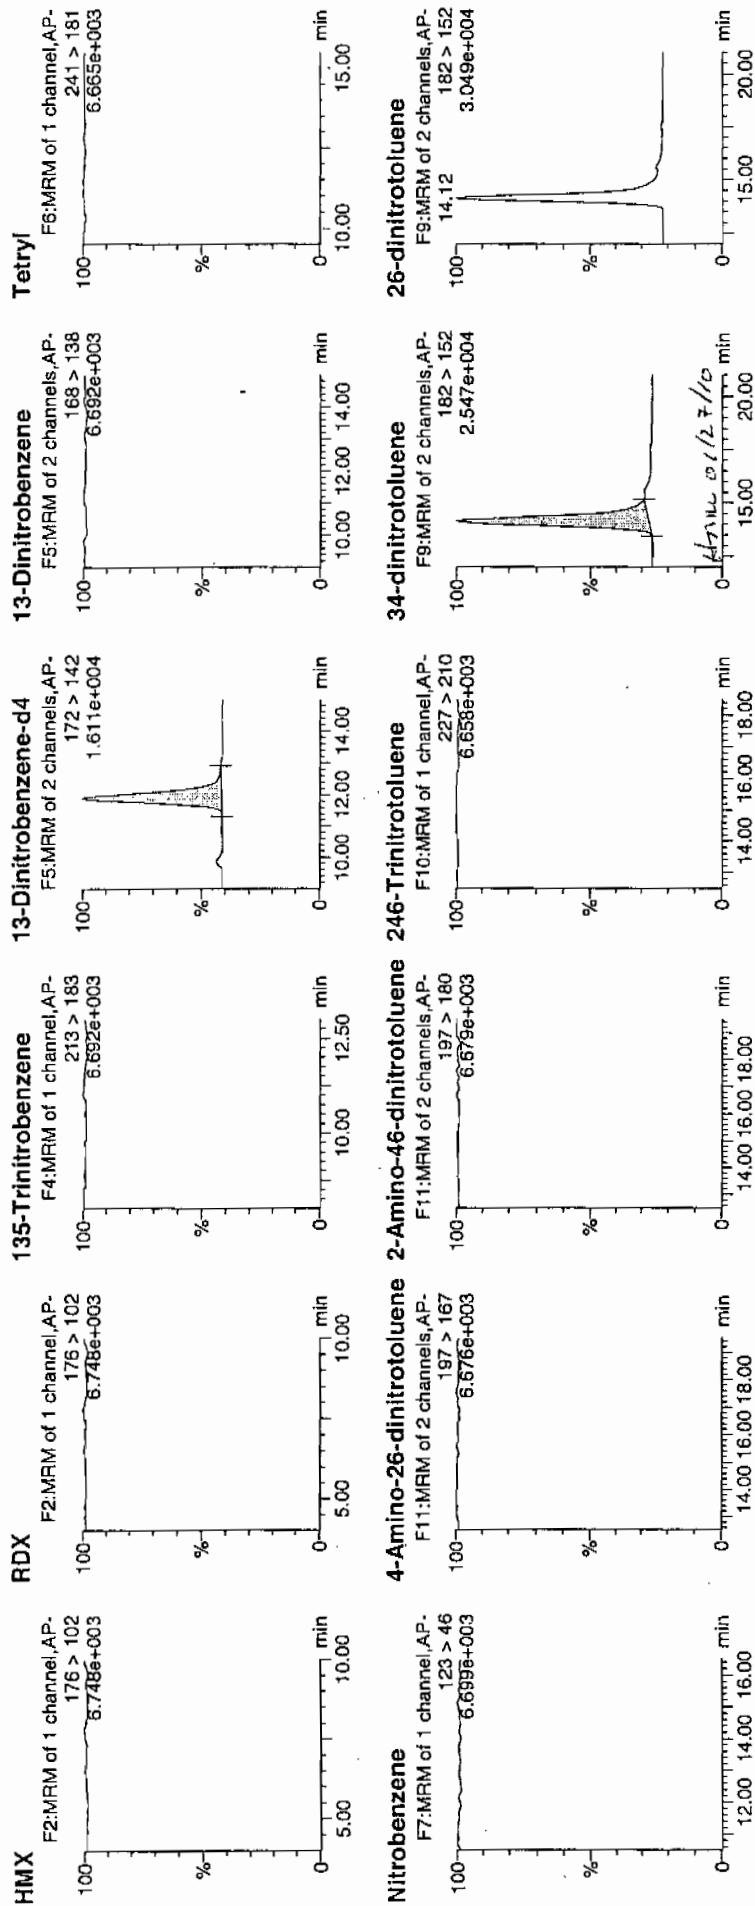 HMX
F2:MRM of 1 channel,AP-
176 > 102
6.748e+003
100
%
0
5.00 10.00 min
RDX
F2:MRM of 1 channel,AP-
176 > 102
6.748e+003
100
%
0
5.00 10.00 min
135-Trinitrobenzene
F4:MRM of 1 channel,AP-
213 > 183
6.692e+003
100
%
0
10.00 12.50 min
13-Dinitrobenzene-d4
F5:MRM of 2 channels,AP-
172 > 142
1.611e+004
100
%
0
10.00 12.00 14.00 min
13-Dinitrobenzene
F5:MRM of 2 channels,AP-
168 > 138
6.692e+003
100
%
0
10.00 12.00 14.00 min
Tetryl
F6:MRM of 1 channel,AP-
241 > 181
6.665e+003
100
%
0
10.00 15.00 min
Nitrobenzene
F7:MRM of 1 channel,AP-
123 > 46
6.699e+003
100
%
0
12.00 14.00 16.00 min
4-Amino-26-dinitrotoluene
F11:MRM of 2 channels,AP-
197 > 167
6.676e+003
100
%
0
14.00 16.00 18.00 min
2-Amino-46-dinitrotoluene
F11:MRM of 2 channels,AP-
197 > 180
6.679e+003
100
%
0
14.00 16.00 18.00 min
246-Trinitrotoluene
F10:MRM of 1 channel,AP-
227 > 210
6.658e+003
100
%
0
14.00 16.00 18.00 min
34-dinitrotoluene
F9:MRM of 2 channels,AP-
182 > 152
2.547e+004
100
%
0
15.00 20.00 min
01/27/10
26-dinitrotoluene
F9:MRM of 2 channels,AP-
14.12 182 > 152
3.049e+004
100
%
0
15.00 20.00 min